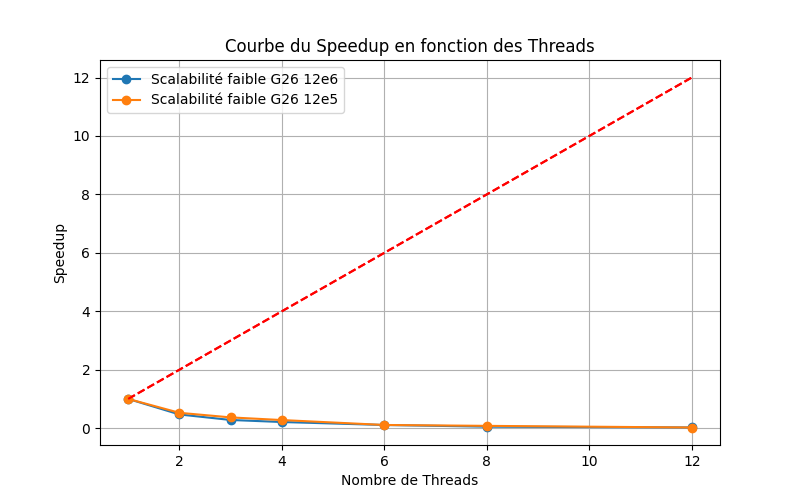 Courbe du Speedup en fonction des Threads
Scalabilité faible G26 12e6
Scalabilité faible G26 12e5
Speedup
12
10
8
6
4
2
0
2 4 6 8 10 12
Nombre de Threads